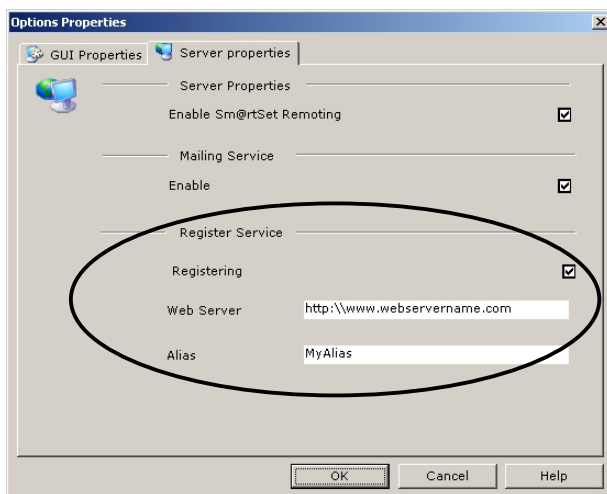 Options Properties
GUI Properties
Server properties
Server Properties
Enable Sm@rtSet Remoting
Mailing Service
Enable
Register Service
Registering
Web Server http:\\www.webservername.com
Alias MyAlias
OK Cancel Help